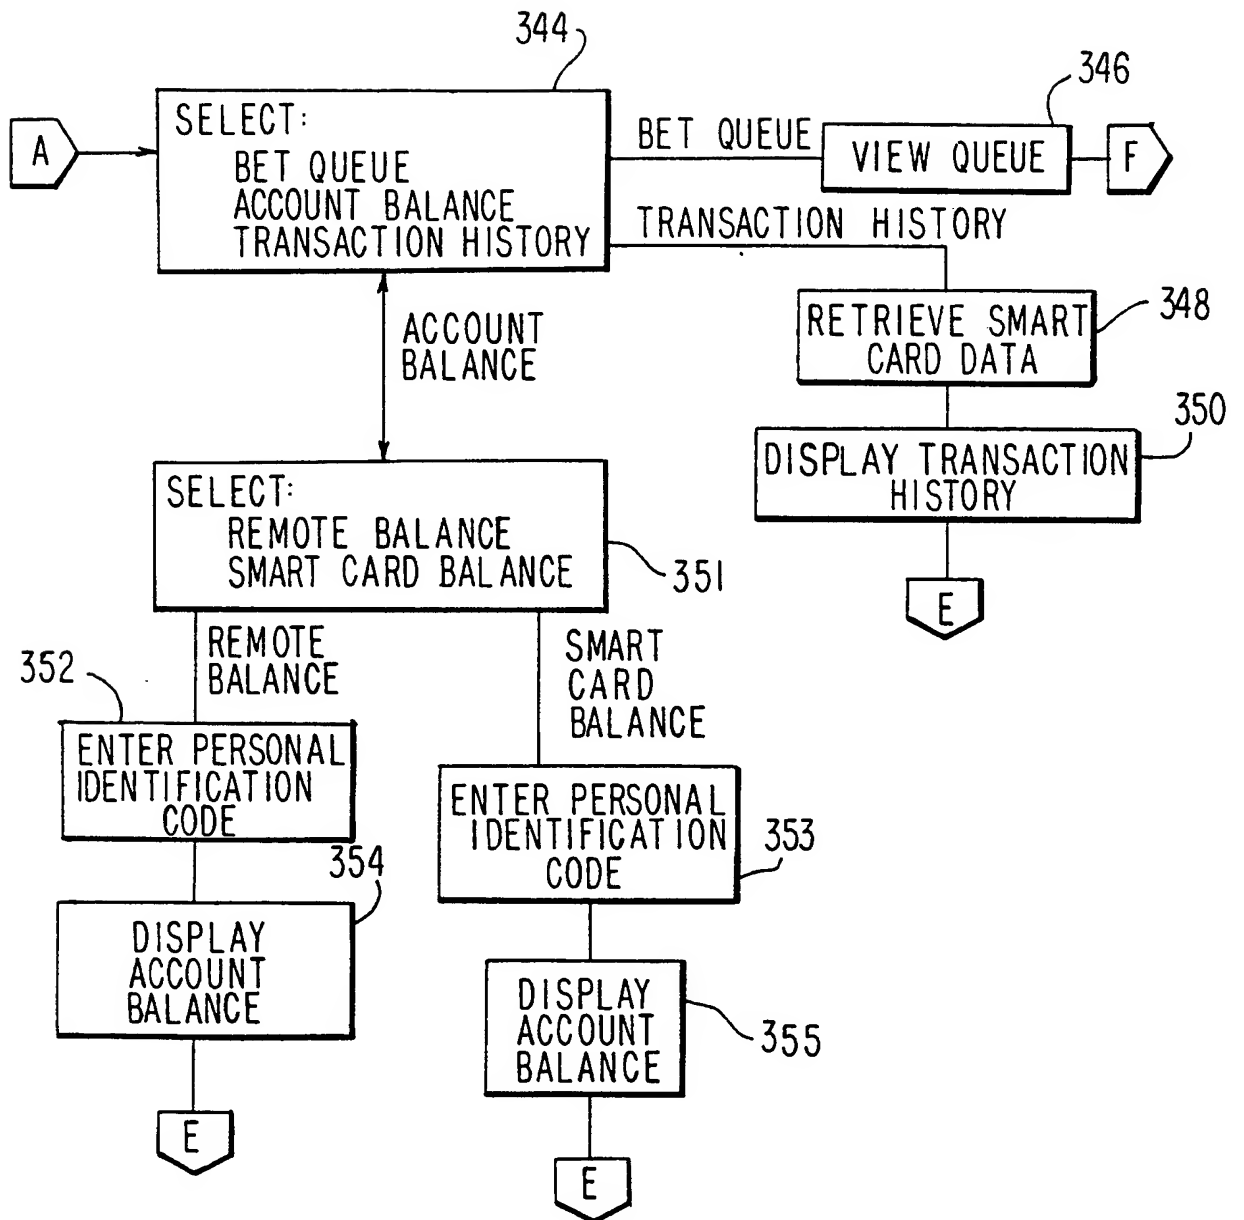 344
346
A
SELECT:
BET QUEUE
ACCOUNT BALANCE
TRANSACTION HISTORY
BET QUEUE
VIEW QUEUE
F
TRANSACTION HISTORY
348
RETRIEVE SMART
CARD DATA
ACCOUNT
BALANCE
350
DISPLAY TRANSACTION
HISTORY
E
SELECT:
REMOTE BALANCE
SMART CARD BALANCE
351
REMOTE
BALANCE
SMART
CARD
BALANCE
352
ENTER PERSONAL
IDENTIFICATION
CODE
ENTER PERSONAL
IDENTIFICATION
CODE
353
354
DISPLAY
ACCOUNT
BALANCE
DISPLAY
ACCOUNT
BALANCE
355
E
E